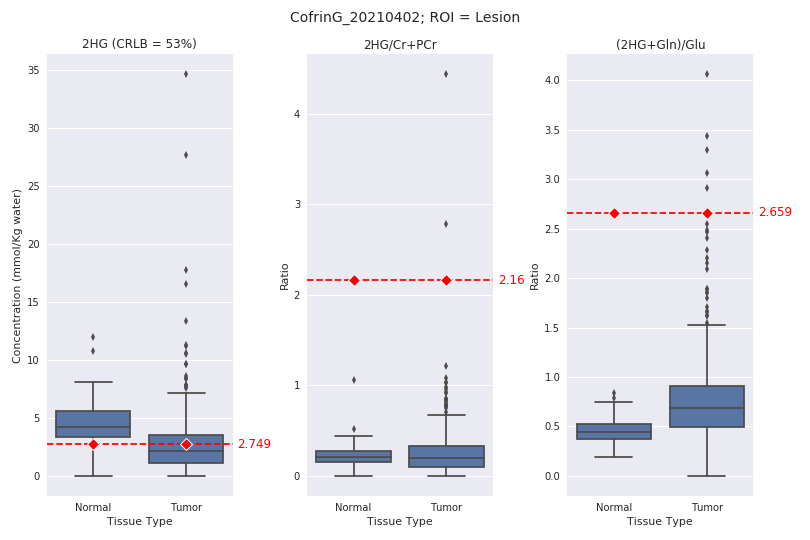 CofrinG_20210402; ROI = Lesion
2HG (CRLB = 53%)
Concentration (mmol/Kg water)
35
30
25
20
15
10
5
0
2.749
Normal Tumor
Tissue Type
2HG/Cr+PCr
Ratio
4
3
2
1
0
2.16
Normal Tumor
Tissue Type
(2HG+Gln)/Glu
Ratio
4.0
3.5
3.0
2.5
2.0
1.5
1.0
0.5
0.0
2.659
Normal Tumor
Tissue Type